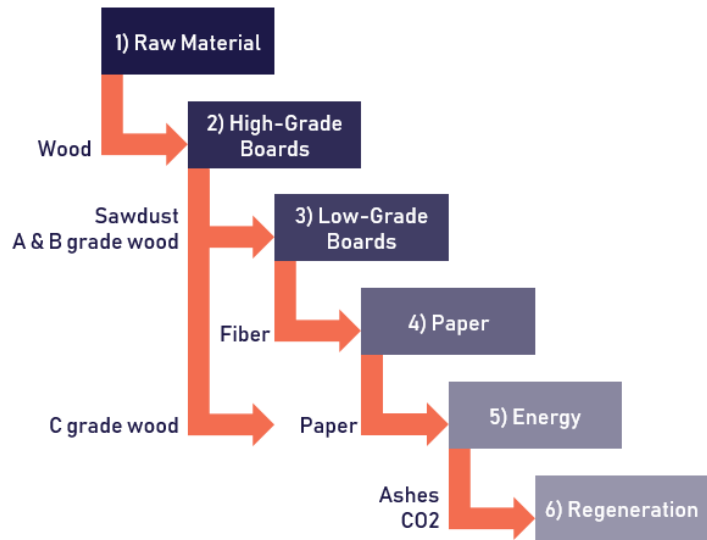 1) Raw Material
Wood
2) High-Grade
Boards
Sawdust
A & B grade wood
3) Low-Grade
Boards
Fiber
4) Paper
C grade wood
Paper
5) Energy
Ashes
CO2
6) Regeneration